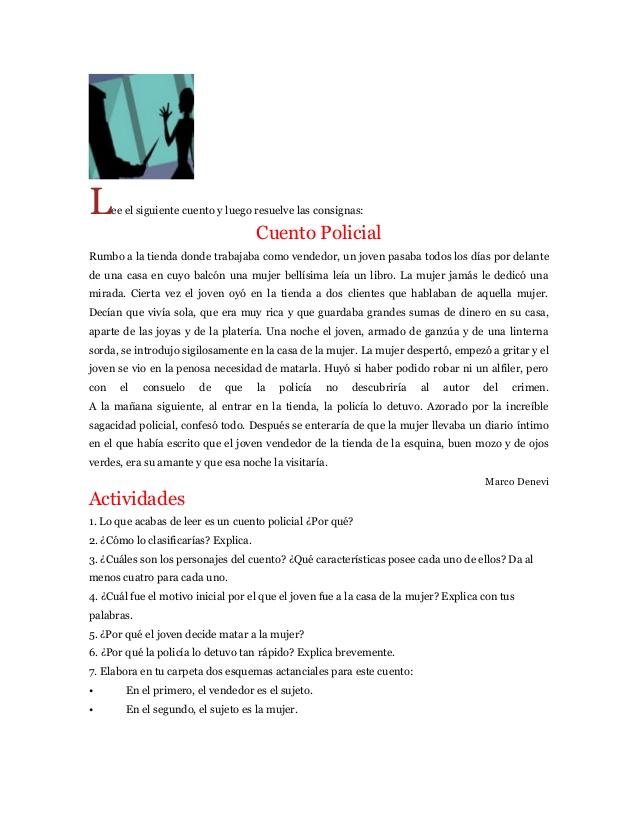 Lee el siguiente cuento y luego resuelve las consignas:
Cuento Policial
Rumbo a la tienda donde trabajaba como vendedor, un joven pasaba todos los días por delante
de una casa en cuyo balcón una mujer bellísima leía un libro. La mujer jamás le dedicó una
mirada. Cierta vez el joven oyó en la tienda a dos clientes que hablaban de aquella mujer.
Decían que vivía sola, que era muy rica y que guardaba grandes sumas de dinero en su casa,
aparte de las joyas y de la platería. Una noche el joven, armado de ganzúa y de una linterna
sorda, se introdujo sigilosamente en la casa de la mujer. La mujer despertó, empezó a gritar y el
joven se vio en la penosa necesidad de matarla. Huyó si haber podido robar ni un alfiler, pero
con el consuelo de que la policía no descubriría al autor del crimen.
A la mañana siguiente, al entrar en la tienda, la policía lo detuvo. Azorado por la increíble
sagacidad policial, confesó todo. Después se enteraría de que la mujer llevaba un diario íntimo
en el que había escrito que el joven vendedor de la tienda de la esquina, buen mozo y de ojos
verdes, era su amante y que esa noche la visitaría.
Marco Denevi
Actividades
1. Lo que acabas de leer es un cuento policial ¿Por qué?
2. ¿Cómo lo clasificarías? Explica.
3. ¿Cuáles son los personajes del cuento? ¿Qué características posee cada uno de ellos? Da al
menos cuatro para cada uno.
4. ¿Cuál fue el motivo inicial por el que el joven fue a la casa de la mujer? Explica con tus
palabras.
5. ¿Por qué el joven decide matar a la mujer?
6. ¿Por qué la policía lo detuvo tan rápido? Explica brevemente.
7. Elabora en tu carpeta dos esquemas actanciales para este cuento:
• En el primero, el vendedor es el sujeto.
• En el segundo, el sujeto es la mujer.